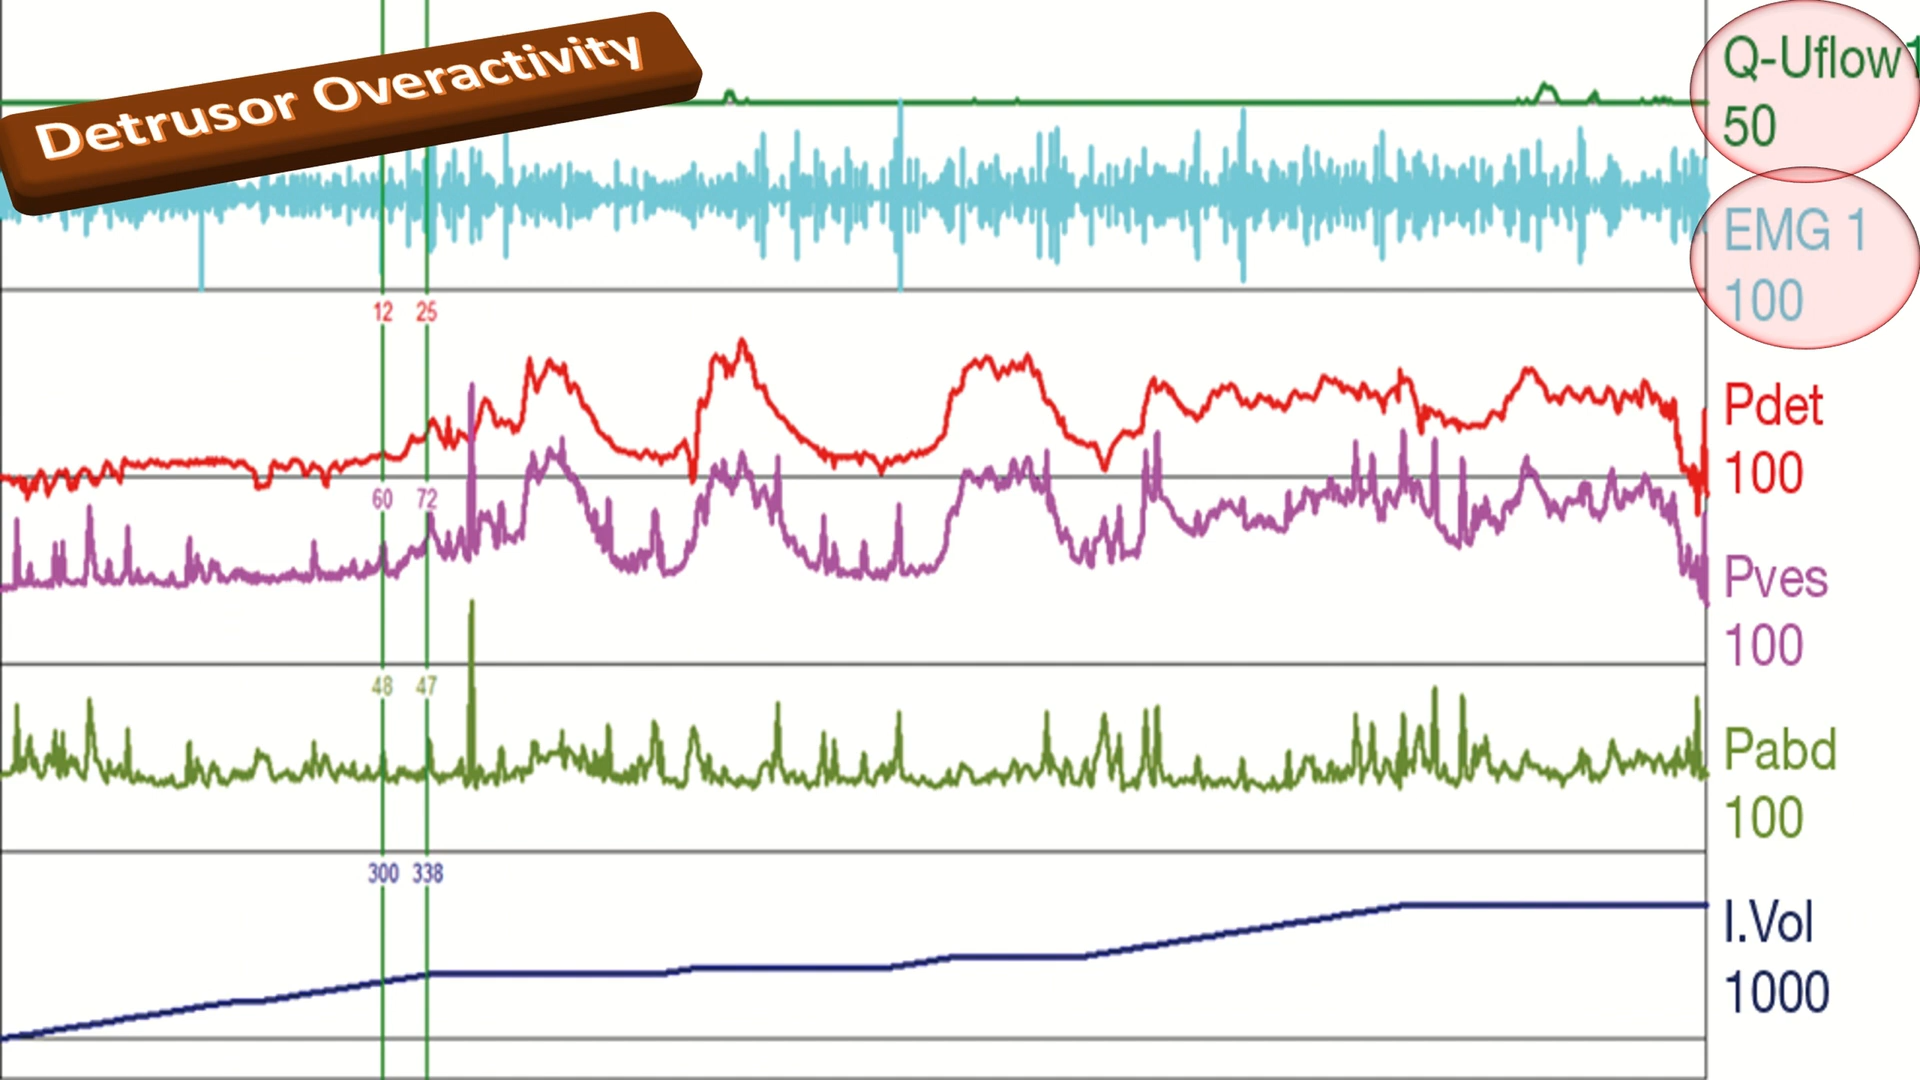 Detrusor Overactivity
Q-Uflow1
50
EMG 1
100
12 25
Pdet
100
60 72
Pves
100
48 47
Pabd
100
300 338
I.Vol
1000